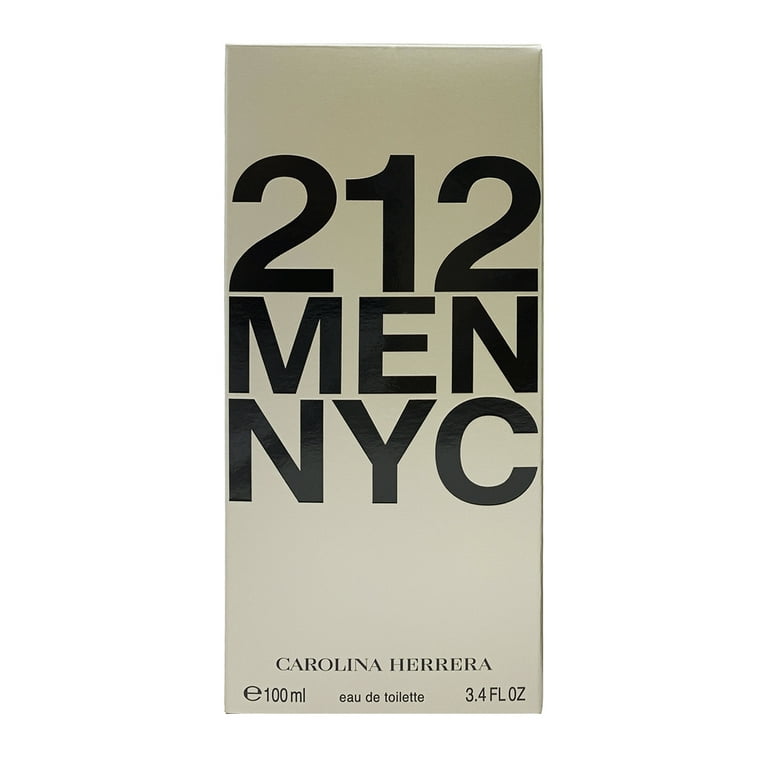 212
MEN
NYC
CAROLINA HERRERA
℮100 ml eau de toilette 3.4 FL OZ